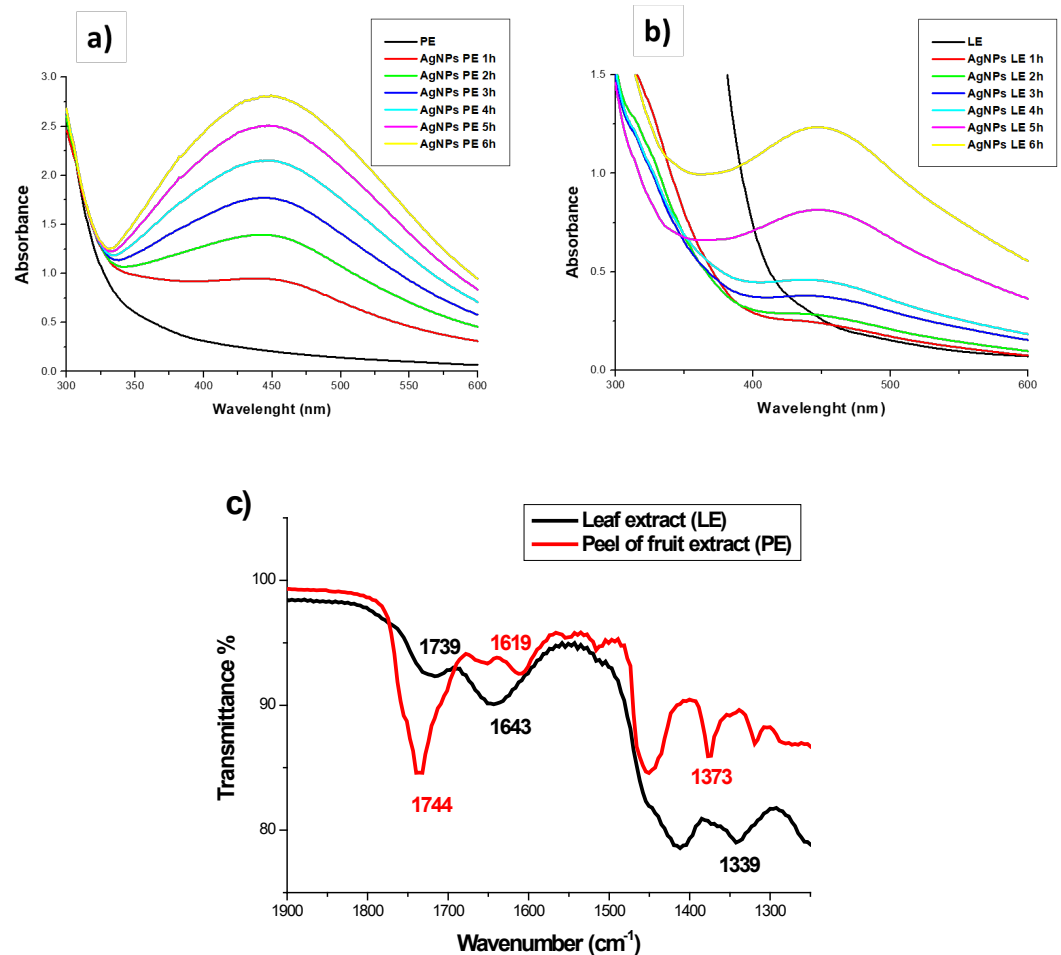 a)
PE
AgNPs PE 1h
AgNPs PE 2h
AgNPs PE 3h
AgNPs PE 4h
AgNPs PE 5h
AgNPs PE 6h
3.0
2.5
2.0
1.5
1.0
0.5
0.0
Absorbance
300
350
400
450
500
550
600
Wavelenght (nm)
b)
LE
AgNPs LE 1h
AgNPs LE 2h
AgNPs LE 3h
AgNPs LE 4h
AgNPs LE 5h
AgNPs LE 6h
1.5
1.0
0.5
0.0
Absorbance
300
400
500
600
Wavelenght (nm)
c)
Leaf extract (LE)
Peel of fruit extract (PE)
100
90
80
Transmittance %
1739
1619
1643
1744
1373
1339
1900
1800
1700
1600
1500
1400
1300
Wavenumber (cm-1)